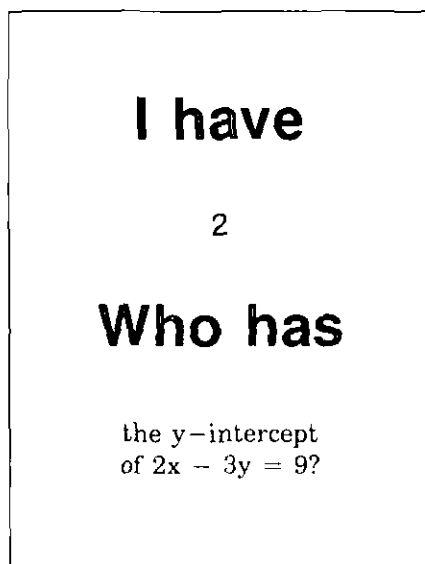 I have
2
Who has
the y-intercept
of 2x - 3y = 9?